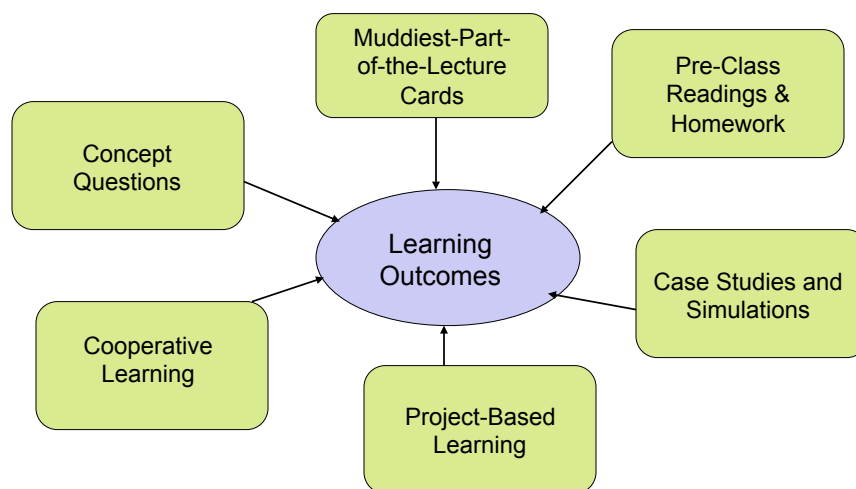 Muddiest-Part-
of-the-Lecture
Cards
Pre-Class
Readings &
Homework
Concept
Questions
Learning
Outcomes
Case Studies and
Simulations
Cooperative
Learning
Project-Based
Learning